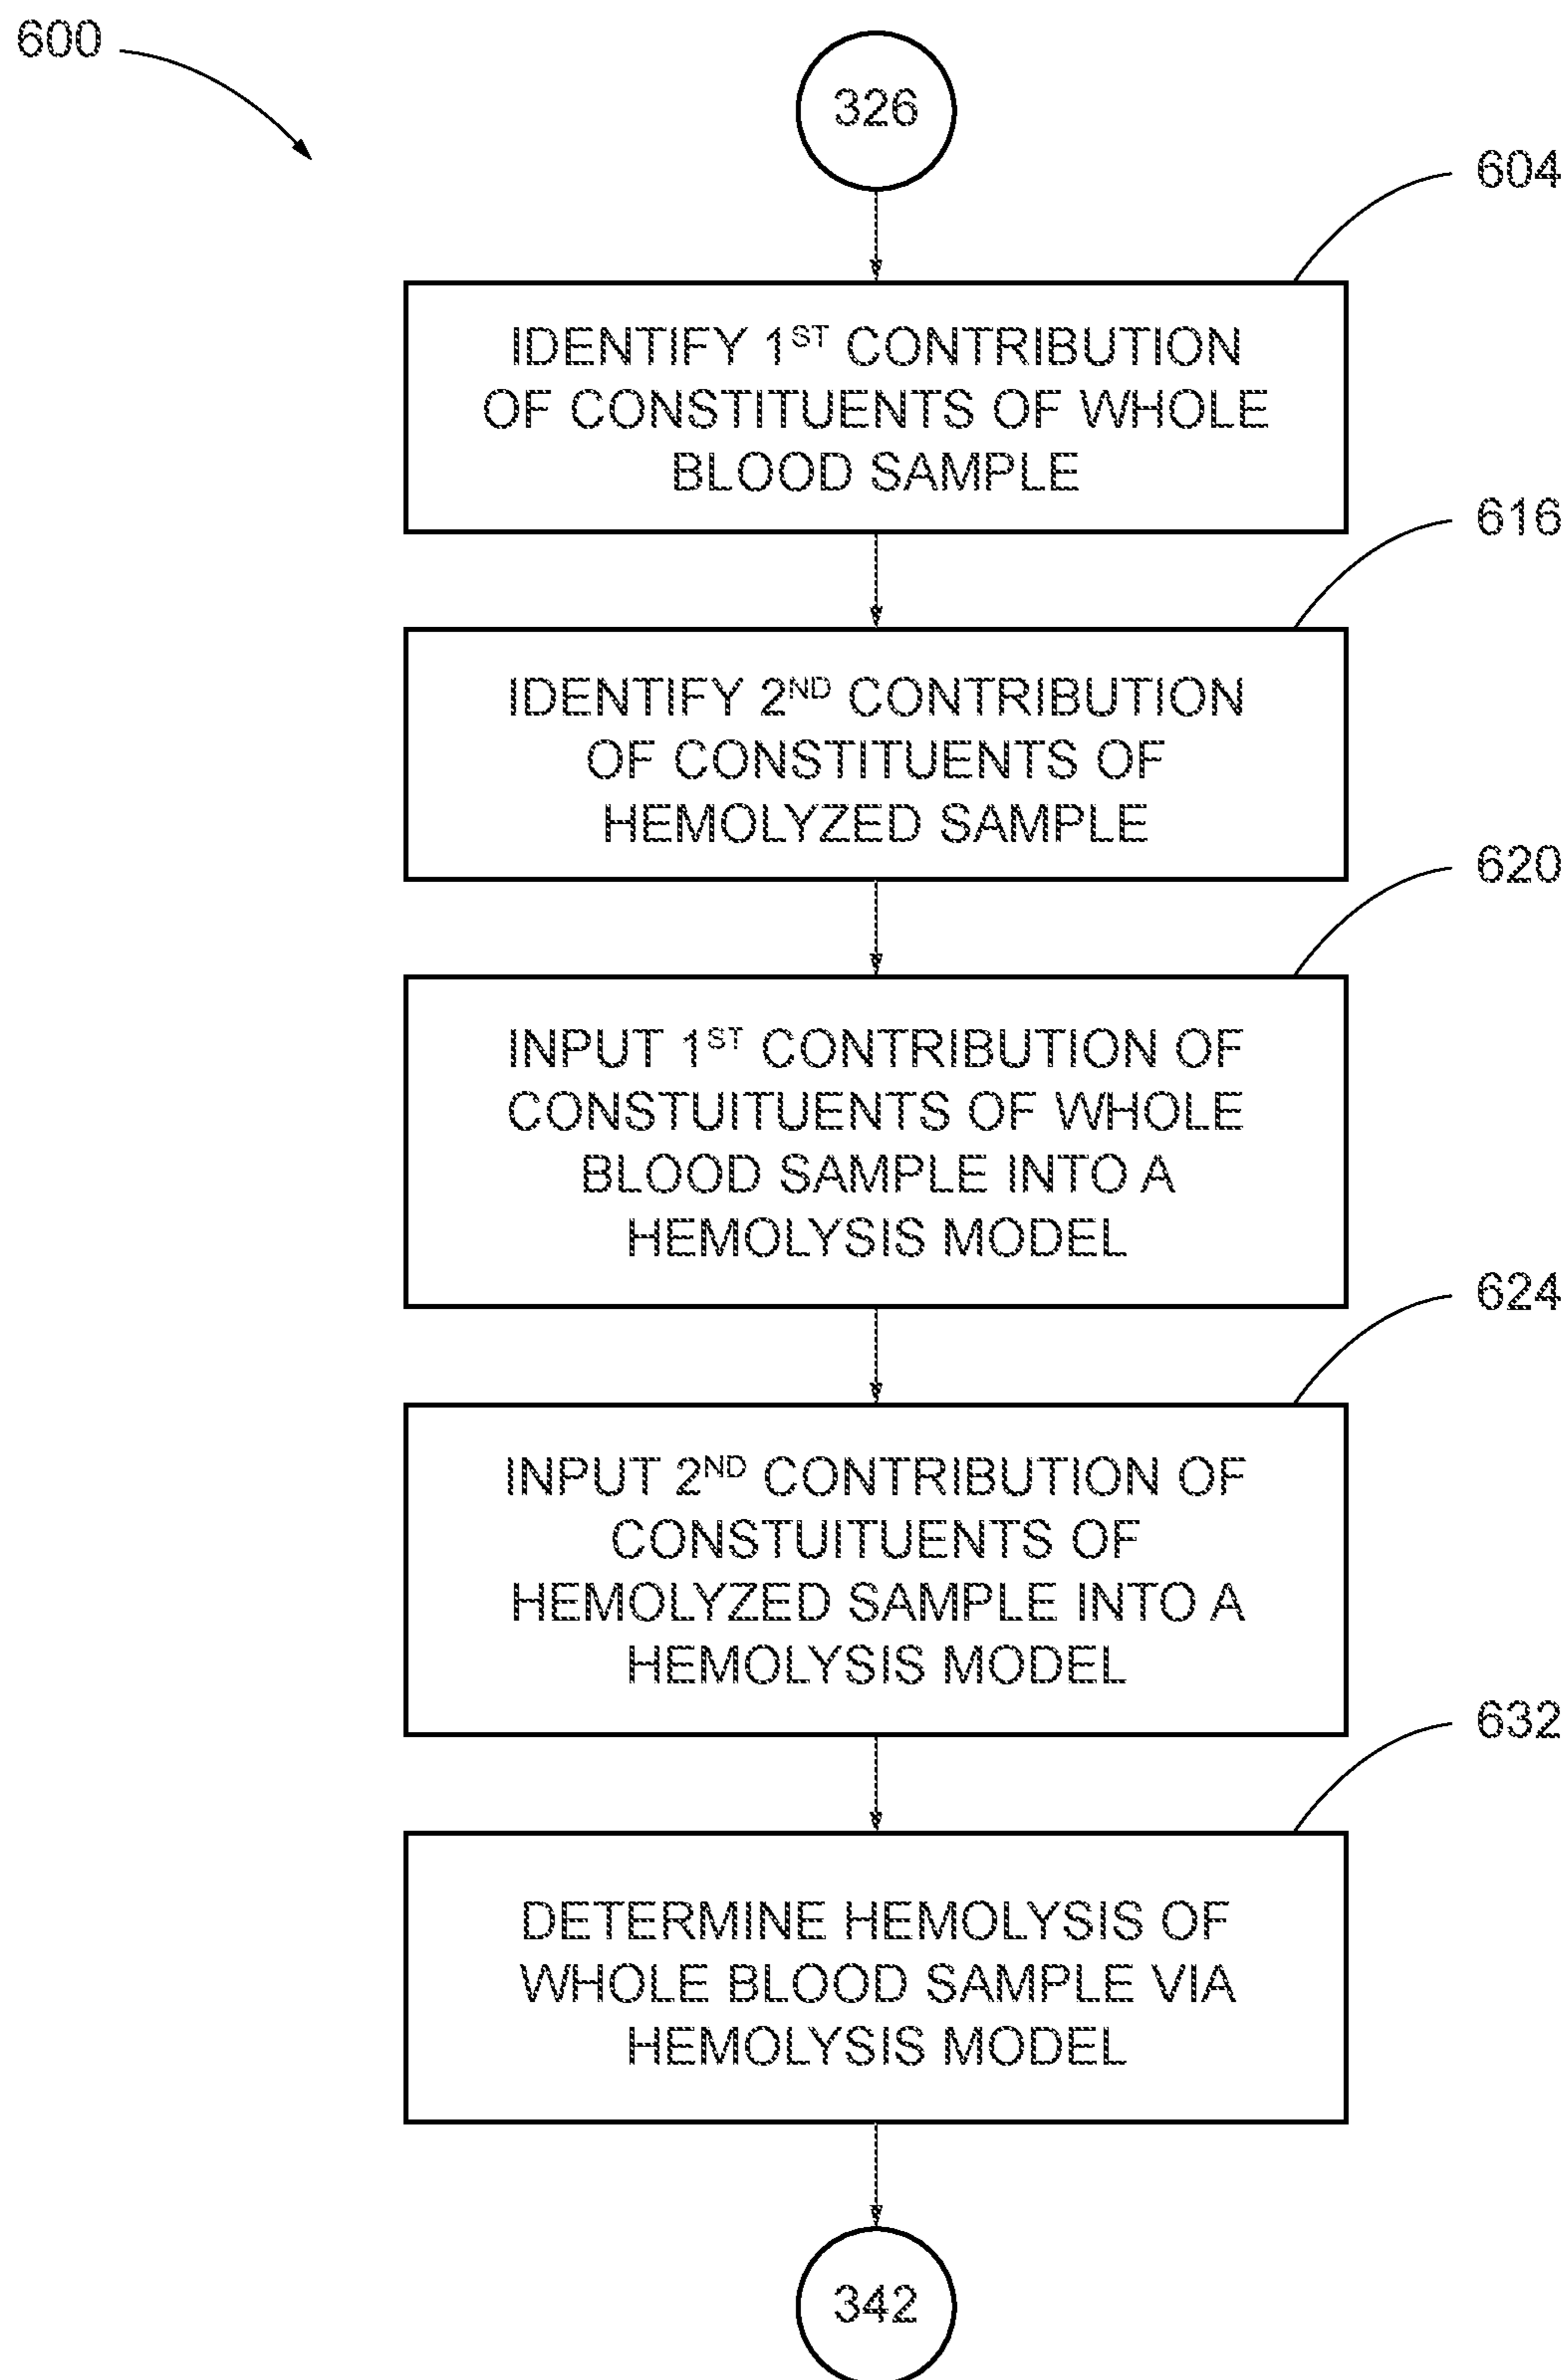 600
326
604
IDENTIFY 1ST CONTRIBUTION
OF CONSTITUENTS OF WHOLE
BLOOD SAMPLE
616
IDENTIFY 2ND CONTRIBUTION
OF CONSTITUENTS OF
HEMOLYZED SAMPLE
620
INPUT 1ST CONTRIBUTION OF
CONSTUITUENTS OF WHOLE
BLOOD SAMPLE INTO A
HEMOLYSIS MODEL
624
INPUT 2ND CONTRIBUTION OF
CONSTUITUENTS OF
HEMOLYZED SAMPLE INTO A
HEMOLYSIS MODEL
632
DETERMINE HEMOLYSIS OF
WHOLE BLOOD SAMPLE VIA
HEMOLYSIS MODEL
342